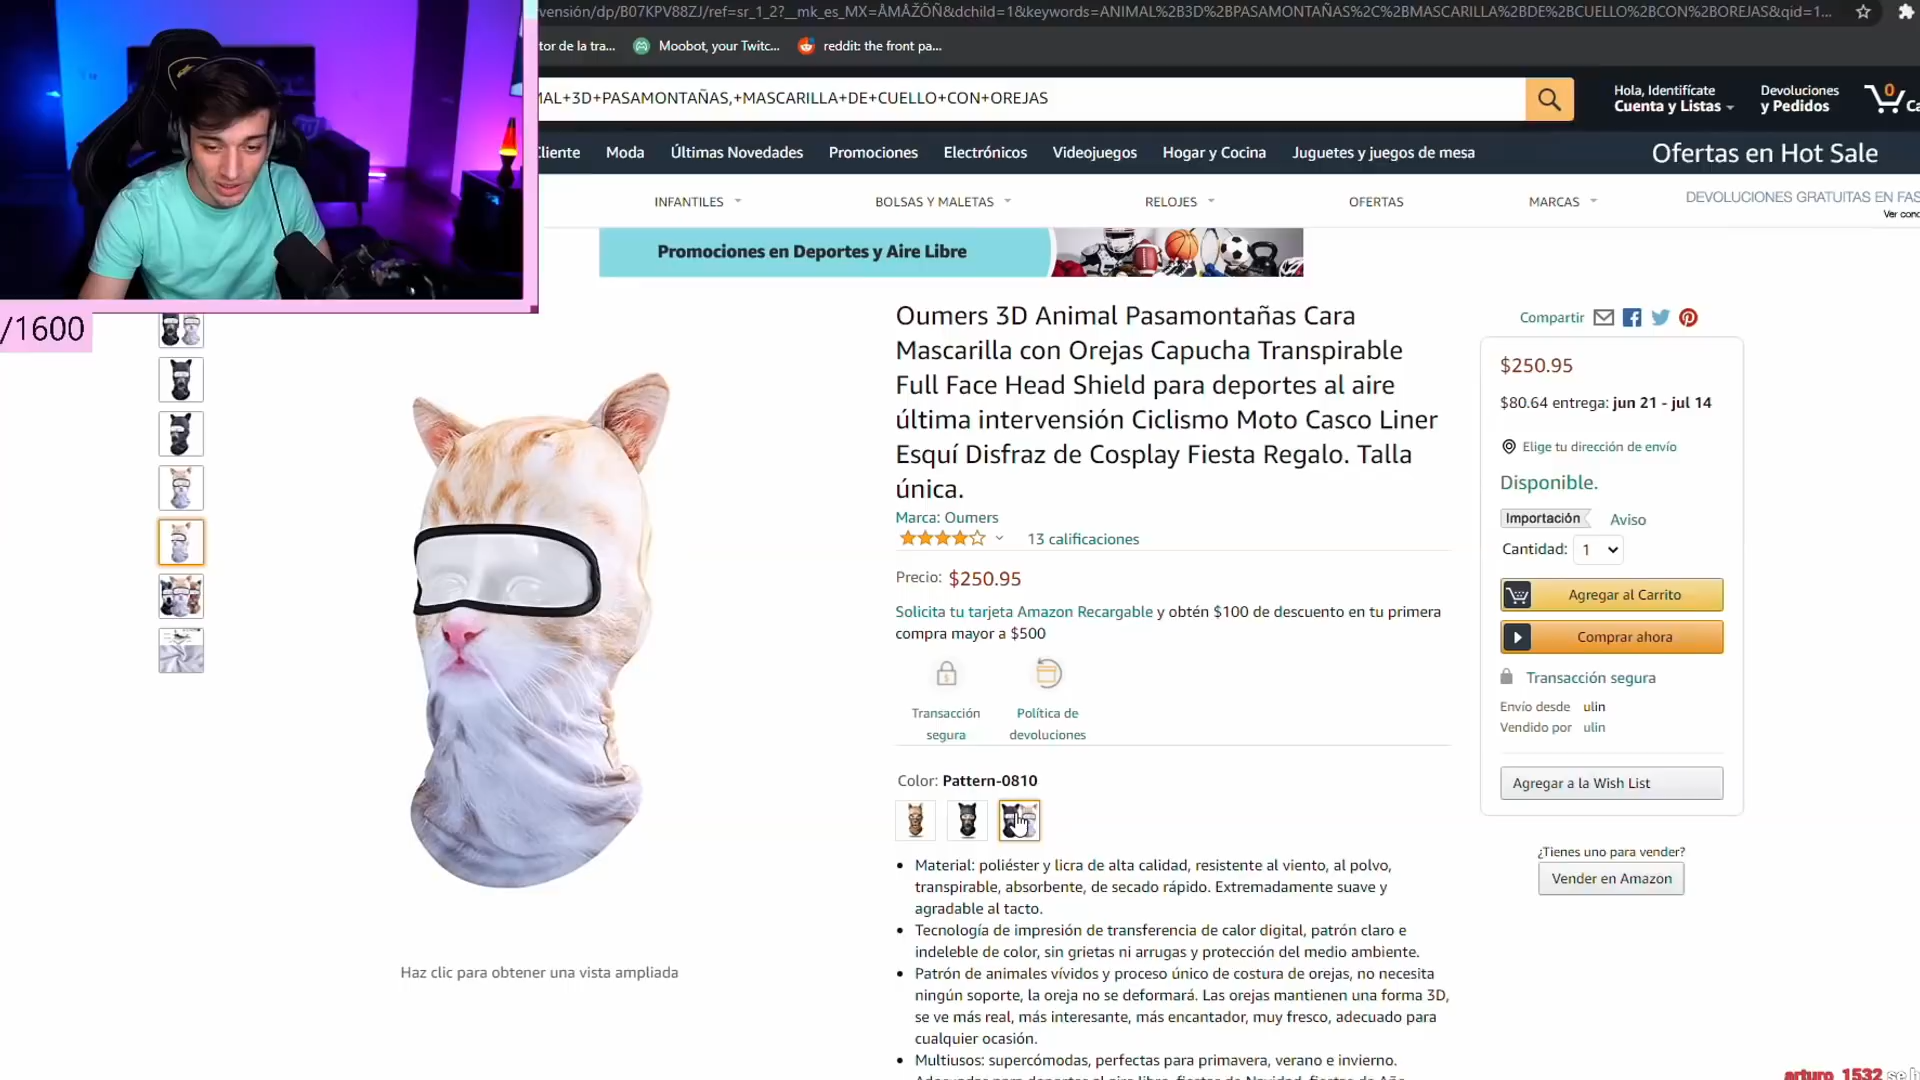 vensión/dp/B07KPV88ZJ/ref=sr_1_2?__mk_es_MX=ÅMÅŽÕÑ&dchild=1&keywords=ANIMAL%2B3D%2BPASAMONTAÑAS%2C%2BMASCARILLA%2BDE%2BCUELLO%2BCON%2BOREJAS&qid=1...
tor de la tra...
Moobot, your Twitc...
reddit: the front pa...
MAL+3D+PASAMONTAÑAS,+MASCARILLA+DE+CUELLO+CON+OREJAS
Hola, Identifícate
Cuenta y Listas
Devoluciones
y Pedidos
0
Ca
Cliente
Moda
Últimas Novedades
Promociones
Electrónicos
Videojuegos
Hogar y Cocina
Juguetes y juegos de mesa
Ofertas en Hot Sale
INFANTILES
BOLSAS Y MALETAS
RELOJES
OFERTAS
MARCAS
DEVOLUCIONES GRATUITAS EN FAS
Ver cond
Promociones en Deportes y Aire Libre
/1600
Oumers 3D Animal Pasamontañas Cara
Mascarilla con Orejas Capucha Transpirable
Full Face Head Shield para deportes al aire
última intervensión Ciclismo Moto Casco Liner
Esquí Disfraz de Cosplay Fiesta Regalo. Talla
única.
Marca: Oumers
13 calificaciones
Precio: $250.95
Solicita tu tarjeta Amazon Recargable y obtén $100 de descuento en tu primera
compra mayor a $500
Transacción
segura
Política de
devoluciones
Color: Pattern-0810
Material: poliéster y licra de alta calidad, resistente al viento, al polvo,
transpirable, absorbente, de secado rápido. Extremadamente suave y
agradable al tacto.
Tecnología de impresión de transferencia de calor digital, patrón claro e
indeleble de color, sin grietas ni arrugas y protección del medio ambiente.
Patrón de animales vívidos y proceso único de costura de orejas, no necesita
ningún soporte, la oreja no se deformará. Las orejas mantienen una forma 3D,
se ve más real, más interesante, más encantador, muy fresco, adecuado para
cualquier ocasión.
Multiusos: supercómodas, perfectas para primavera, verano e invierno.
Haz clic para obtener una vista ampliada
Compartir
$250.95
$80.64 entrega: jun 21 - jul 14
Elige tu dirección de envío
Disponible.
Importación
Aviso
Cantidad: 1
Agregar al Carrito
Comprar ahora
Transacción segura
Envío desde ulin
Vendido por ulin
Agregar a la Wish List
¿Tienes uno para vender?
Vender en Amazon
arturo_1532 se